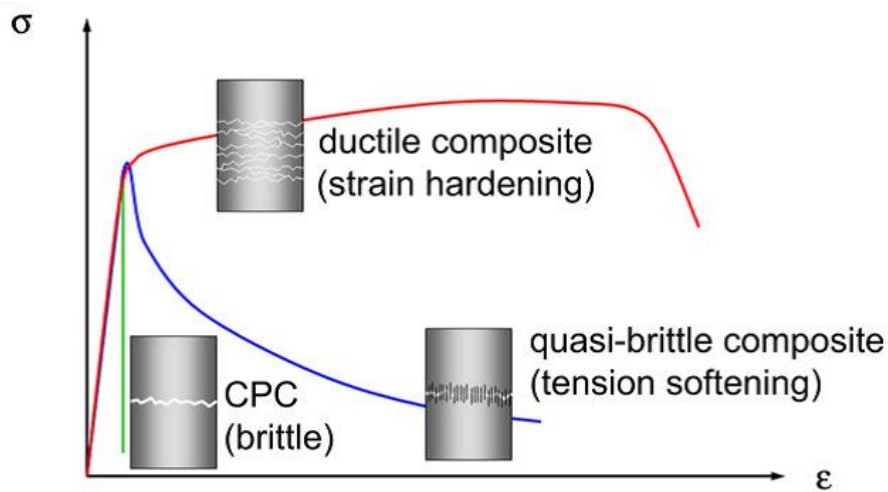 σ
ductile composite
(strain hardening)
quasi-brittle composite
(tension softening)
CPC
(brittle)
ε